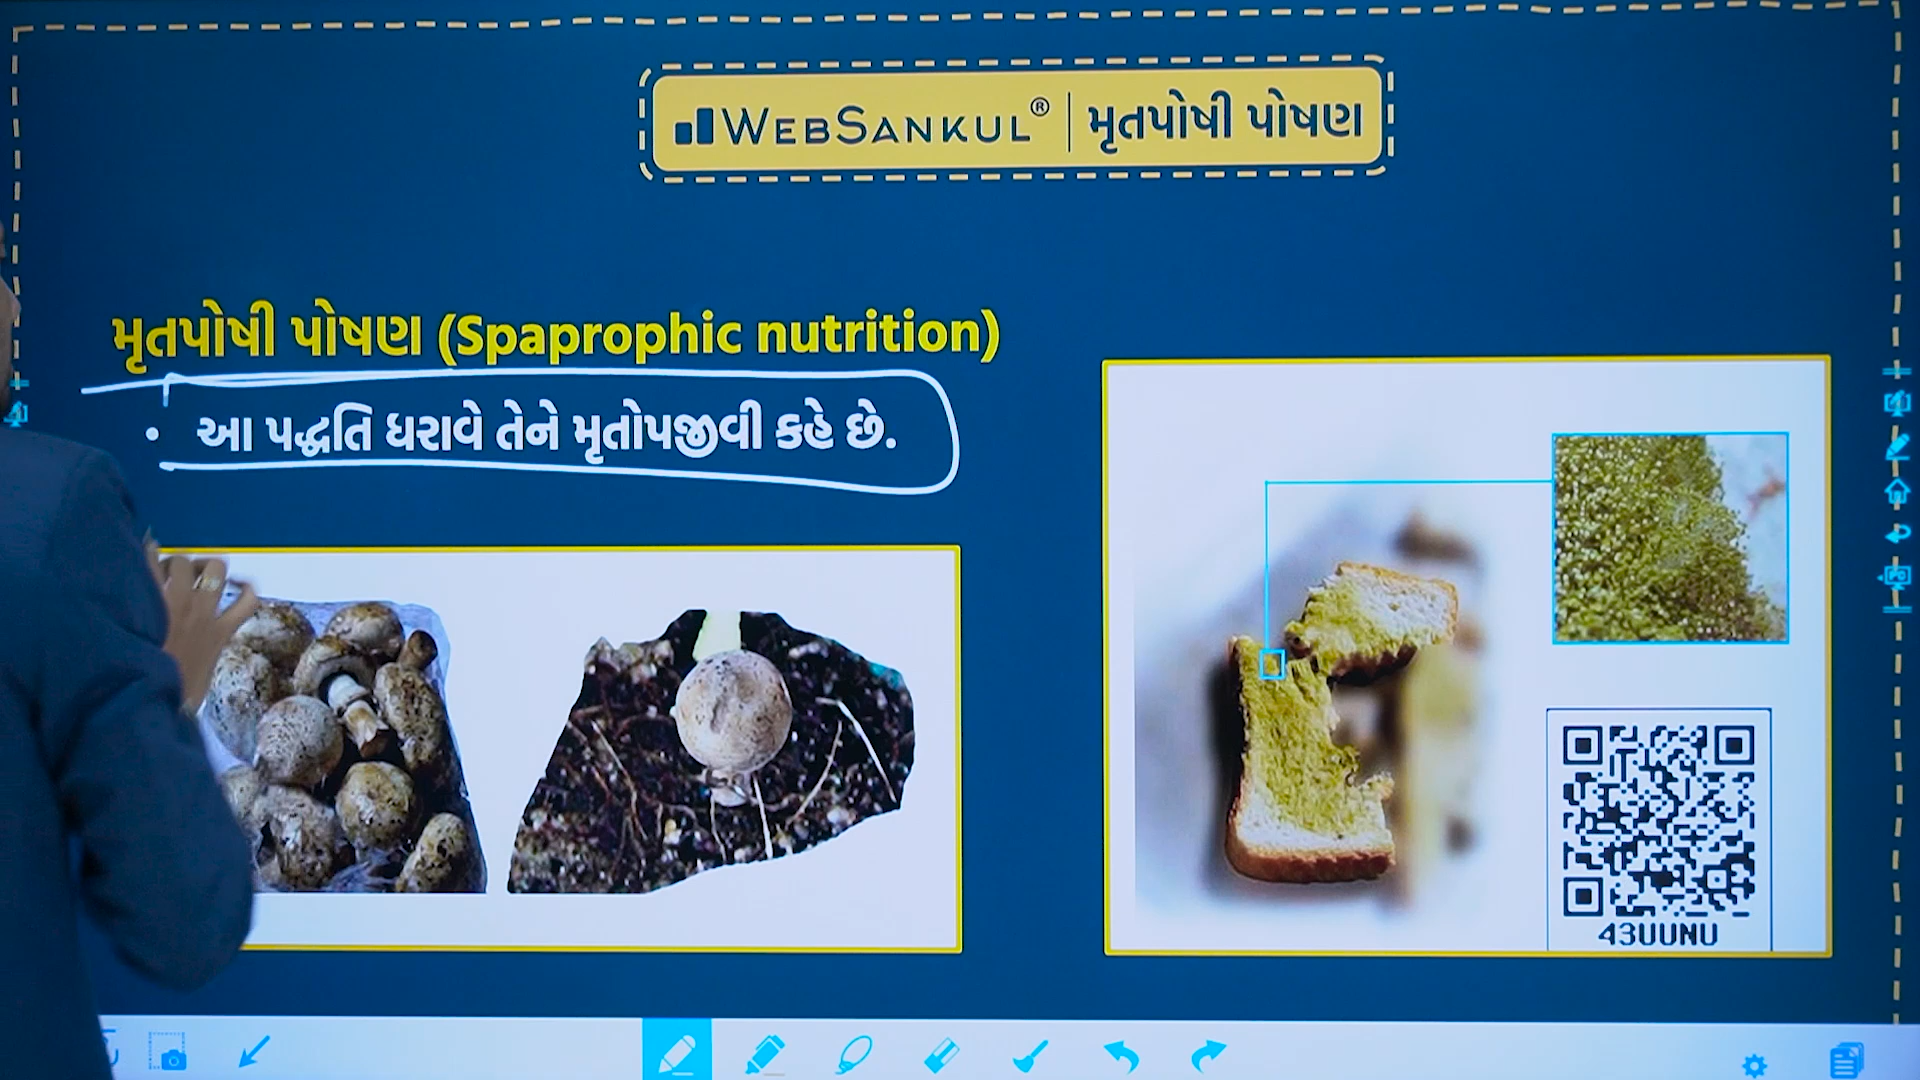 WEBSANKUL® | મૃતપોષી પોષણ
મૃતપોષી પોષણ (Spaprophic nutrition)
• આ પદ્ધતિ ધરાવે તેને મૃતોપજીવી કહે છે.
43UUNU